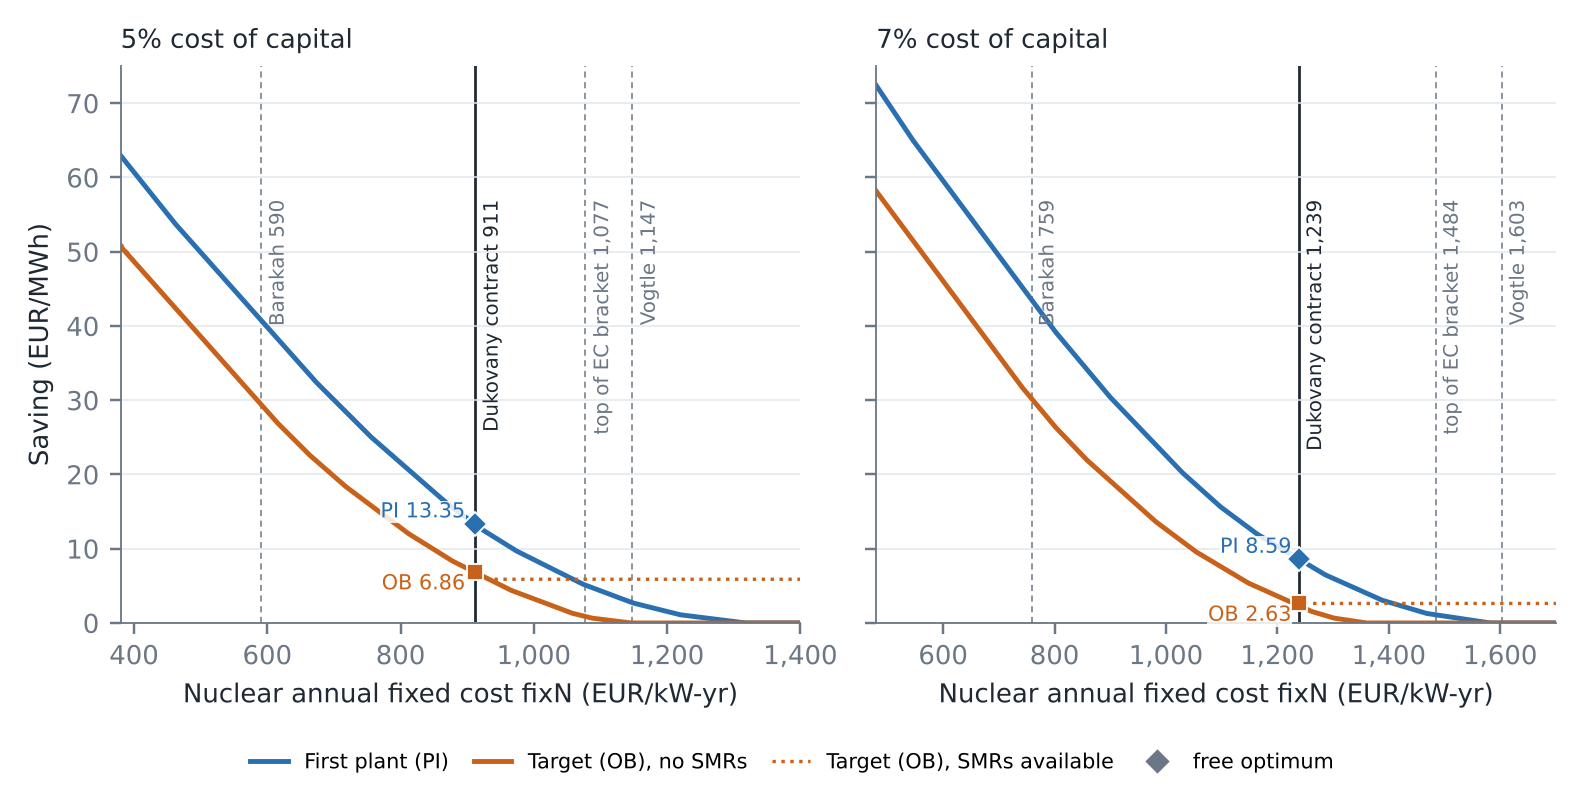 5% cost of capital
7% cost of capital
Saving (EUR/MWh)
70
60
50
40
30
20
10
0
Barakah 590
Dukovany contract 911
top of EC bracket 1,077
Vogtle 1,147
PI 13.35
OB 6.86
400
600
800
1,000
1,200
1,400
Nuclear annual fixed cost fixN (EUR/kW-yr)
Barakah 759
Dukovany contract 1,239
top of EC bracket 1,484
Vogtle 1,603
PI 8.59
OB 2.63
600
800
1,000
1,200
1,400
1,600
Nuclear annual fixed cost fixN (EUR/kW-yr)
First plant (PI)
Target (OB), no SMRs
Target (OB), SMRs available
free optimum